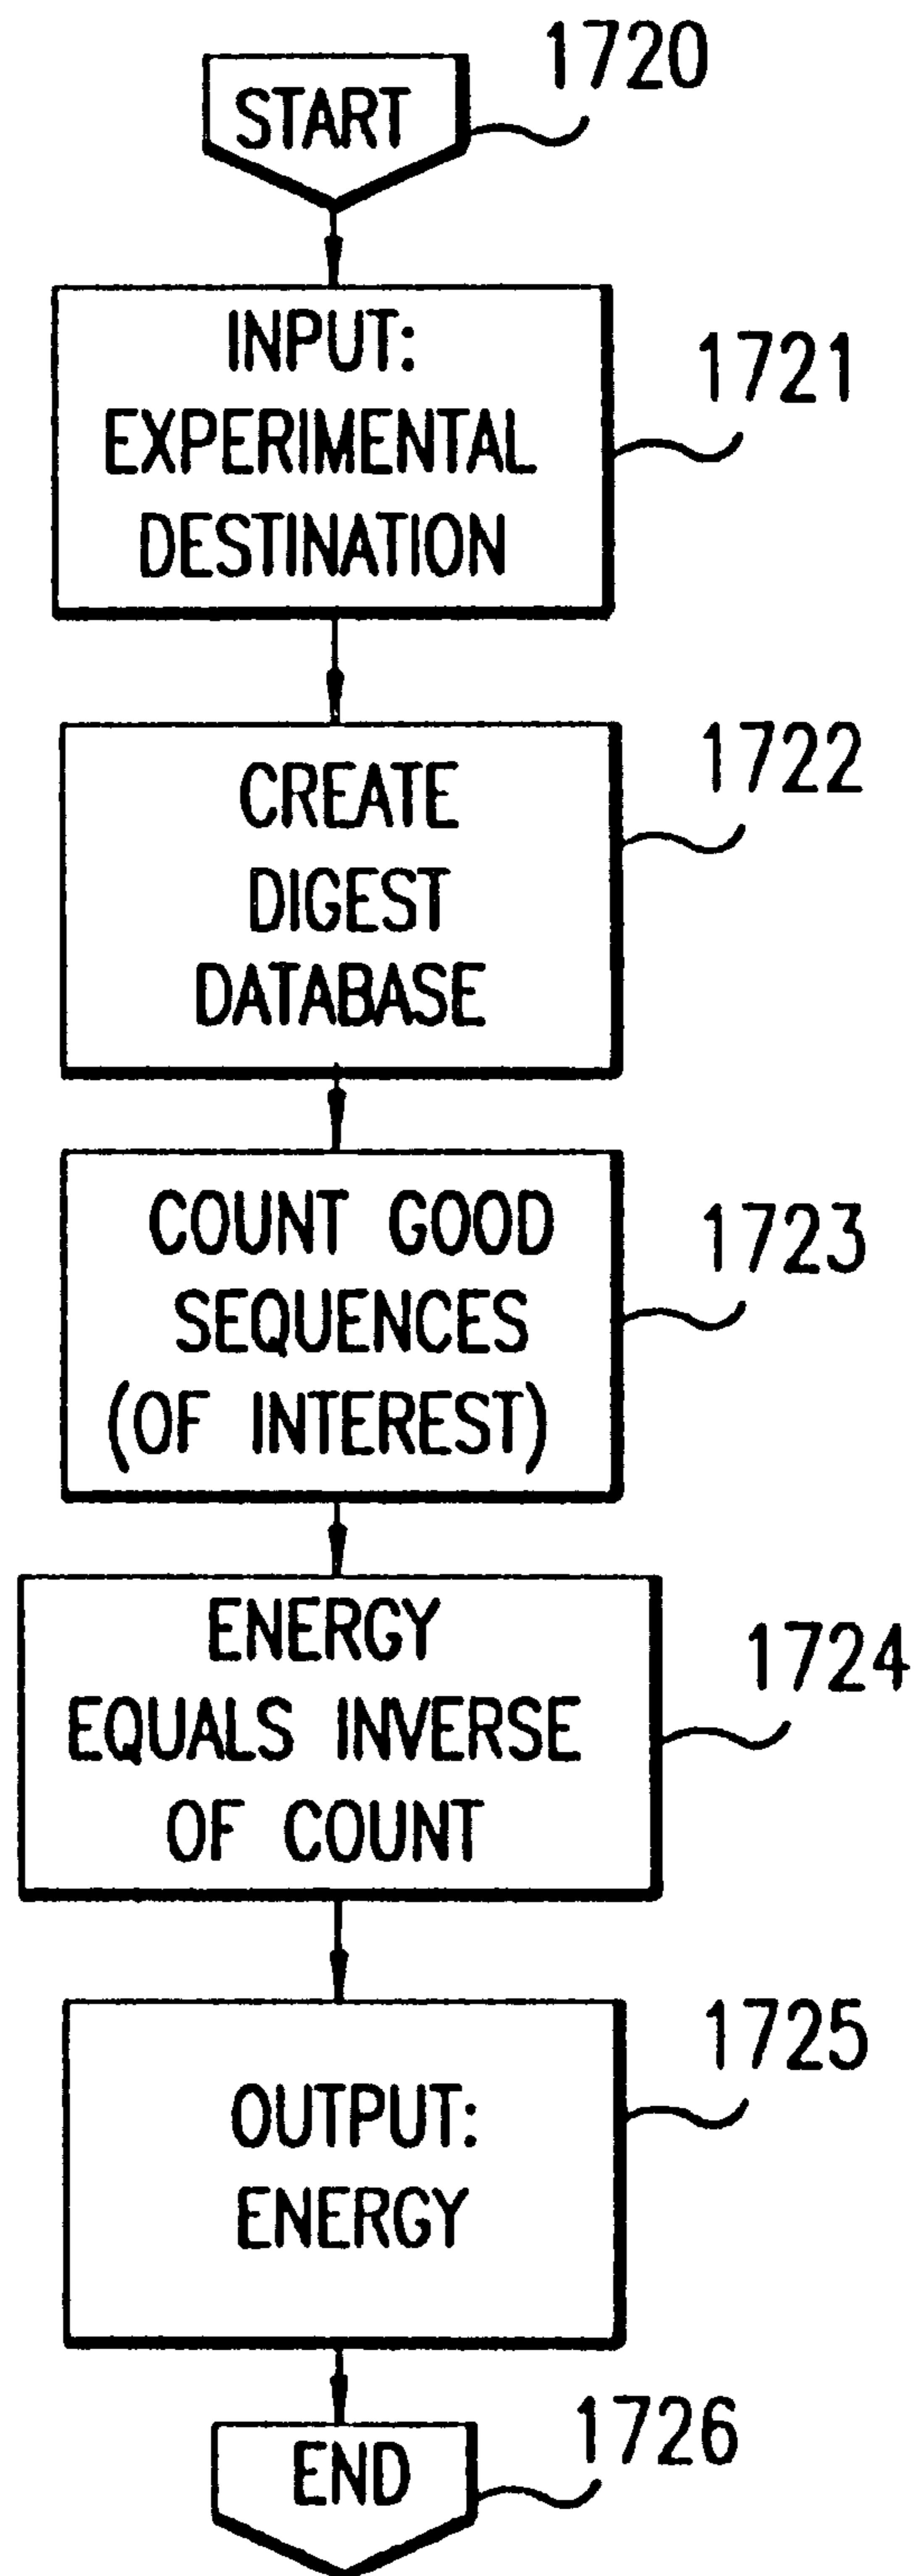 START
1720
INPUT:
EXPERIMENTAL
DESTINATION
1721
CREATE
DIGEST
DATABASE
1722
COUNT GOOD
SEQUENCES
(OF INTEREST)
1723
ENERGY
EQUALS INVERSE
OF COUNT
1724
OUTPUT:
ENERGY
1725
END
1726